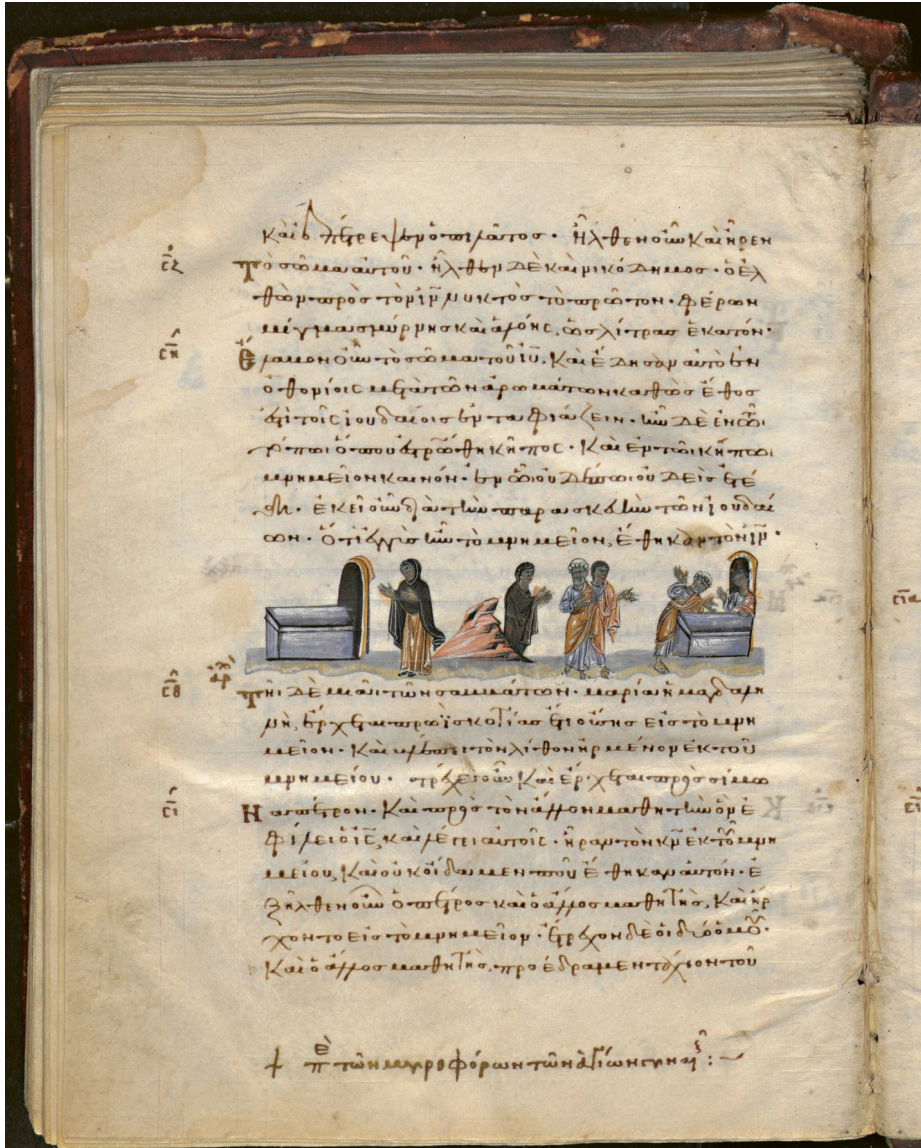 καὶ ἐπέτρεψεν ὁ πιλάτος· ἦλθεν οὖν καὶ ἦρεν
τὸ σῶμα αὐτοῦ· ἦλθεν δὲ καὶ νικόδημος· ὁ ἐλ
θὼν πρὸς τὸν ι̅ν̅ νυκτὸς τὸ πρῶτον· φέρων
μίγμα σμύρνης καὶ ἀλόης, ὡς λίτρας ἑκατόν·
ἔλαβον οὖν τὸ σῶμα τοῦ ι̅υ̅, καὶ ἔδησαν αὐτὸ ἐν
ὀθονίοις μετὰ τῶν ἀρωμάτων καθὼς ἔθος
ἐστὶ τοῖς ἰουδαίοις ἐνταφιάζειν· ἦν δὲ ἐν τῶι
τόπωι ὅπου ἐσ̅τ̅ρ̅ώθη κῆπος· καὶ ἐν τῶι κήπωι
μνημεῖον καινόν· ἐν ὧι οὐδέπω οὐδεὶς ἐτέ
θη· ἐκεῖ οὖν διὰ τὴν παρασκευὴν τῶν ἰουδαί
ων· ὅτι ἐγγὺς ἦν τὸ μνημεῖον, ἔθηκαν τὸν ι̅ν̅·
σ̅θ̅ τῆι δὲ μιᾶι τῶν σαββάτων· μαρία ἡ μαγδαλη
νὴ, ἔρχεται πρωῒ σκοτίας ἔτι οὔσης εἰς τὸ μνη
μεῖον· καὶ βλέπει τὸν λίθον ἠρμένον ἐκ τοῦ
μνημείου· τρέχει οὖν καὶ ἔρχεται πρὸς σίμω
σ̅ι̅ να πέτρον· καὶ πρὸς τὸν ἄλλον μαθητὴν ὃν ἐ
φίλει ὁ ι̅ς̅, καὶ λέγει αὐτοῖς· ἦραν τὸν κ̅ν̅ ἐκ τοῦ μνη
μείου, καὶ οὐκ οἴδαμεν ποῦ ἔθηκαν αὐτόν· ἐ
ξῆλθεν οὖν ὁ πέτρος καὶ ὁ ἄλλος μαθητὴς, καὶ ἤρ
χοντο εἰς τὸ μνημεῖον· ἔτρεχον δὲ οἱ δύο ὁμοῦ·
καὶ ὁ ἄλλος μαθητὴς, προέδραμεν τάχιον τοῦ
τῶν μυροφόρων τῶν ἁγίων γυναι